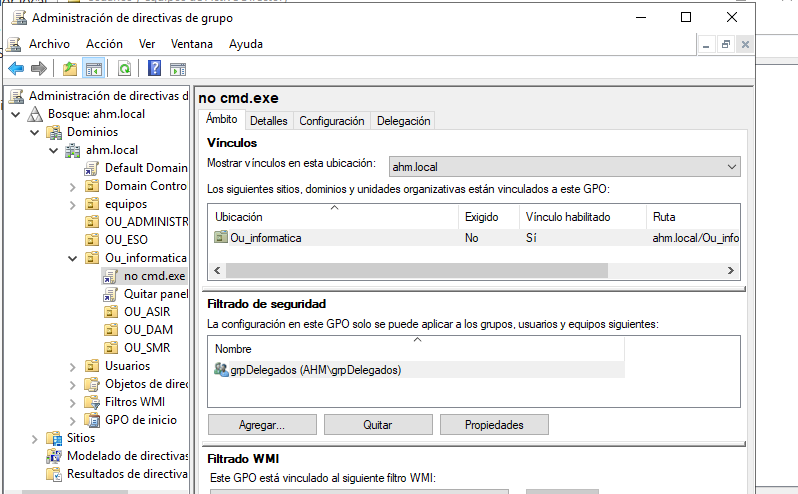 Administración de directivas de grupo
Archivo Acción Ver Ventana Ayuda
Administración de directivas d
Bosque: ahm.local
Dominios
ahm.local
Default Domain
Domain Contro
equipos
OU_ADMINISTR
OU_ESO
Ou_informatica
no cmd.exe
Quitar panel
OU_ASIR
OU_DAM
OU_SMR
Usuarios
Objetos de direc
Filtros WMI
GPO de inicio
Sitios
Modelado de directivas
Resultados de directiva
no cmd.exe
Ámbito Detalles Configuración Delegación
Vínculos
Mostrar vínculos en esta ubicación: ahm.local
Los siguientes sitios, dominios y unidades organizativas están vinculados a este GPO:
Ubicación Exigido Vínculo habilitado Ruta
Ou_informatica No Sí ahm.local/Ou_info
Filtrado de seguridad
La configuración en este GPO solo se puede aplicar a los grupos, usuarios y equipos siguientes:
Nombre
grpDelegados (AHM\grpDelegados)
Agregar... Quitar Propiedades
Filtrado WMI
Este GPO está vinculado al siguiente filtro WMI: